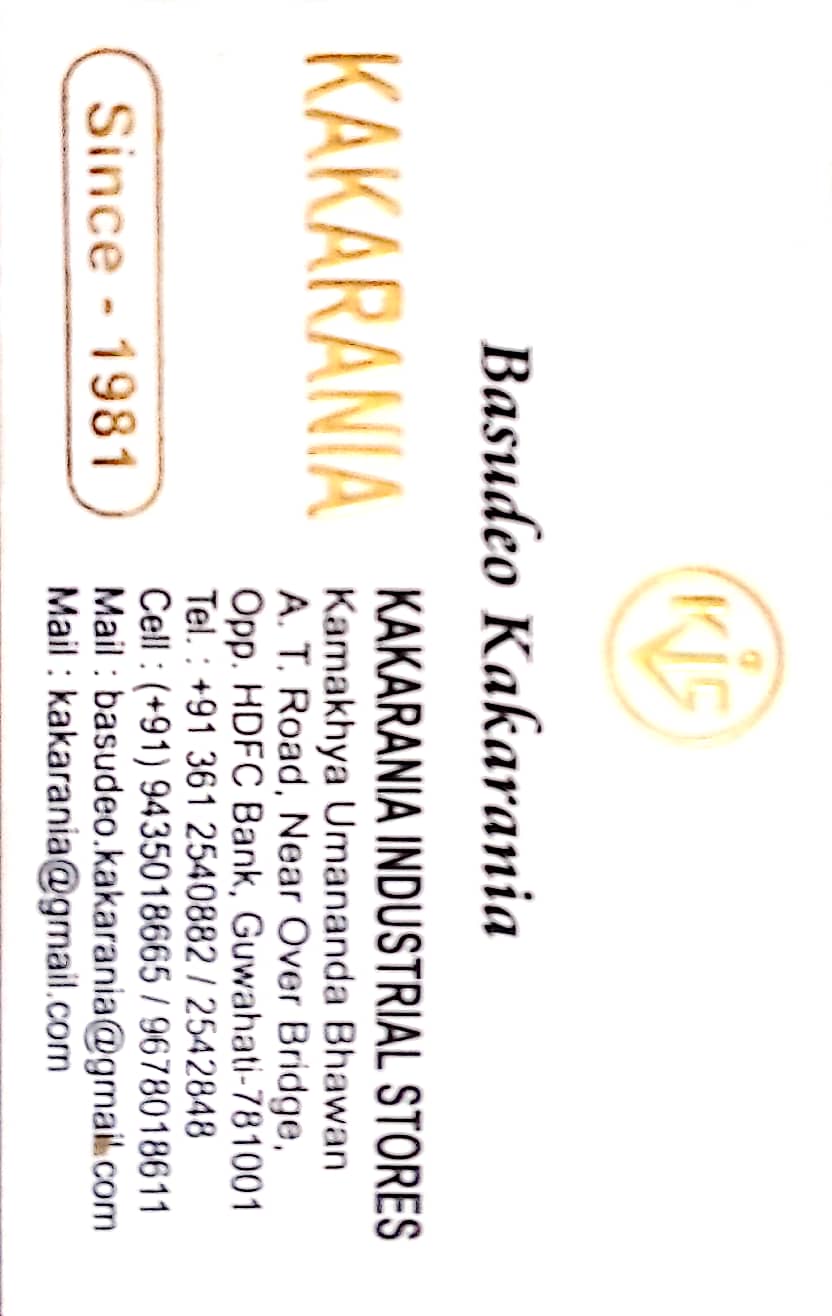 KIS
Basudeo Kakarania
KAKARANIA
Since - 1981
KAKARANIA INDUSTRIAL STORES
Kamakhya Umananda Bhawan
A. T. Road, Near Over Bridge,
Opp. HDFC Bank, Guwahati-781001
Tel. : +91 361 2540882 / 2542848
Cell : (+91) 9435018665 / 9678018611
Mail : basudeo.kakarania@gmail.com
Mail : kakarania@gmail.com